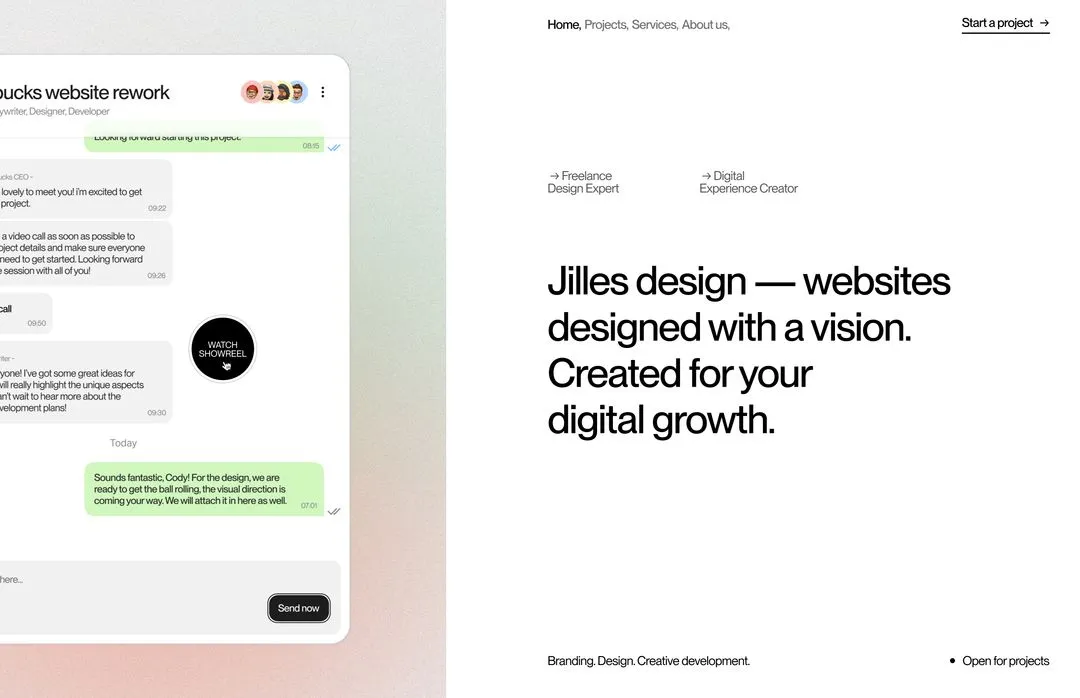 bucks website rework
ywriter, Designer, Developer
Looking forward starting this project.
08:15
ucks CEO ~
lovely to meet you! i'm excited to get
project.
09:22
a video call as soon as possible to
oject details and make sure everyone
need to get started. Looking forward
e session with all of you!
09:26
call
09:50
WATCH
SHOWREEL
riter ~
yone! I've got some great ideas for
will really highlight the unique aspects
an't wait to hear more about the
velopment plans!
09:30
Today
Sounds fantastic, Cody! For the design, we are
ready to get the ball rolling, the visual direction is
coming your way. We will attach it in here as well.
07:01
here...
Send now
Home, Projects, Services, About us,
Start a project →
→ Freelance
Design Expert
→ Digital
Experience Creator
Jilles design — websites
designed with a vision.
Created for your
digital growth.
Branding. Design. Creative development.
• Open for projects